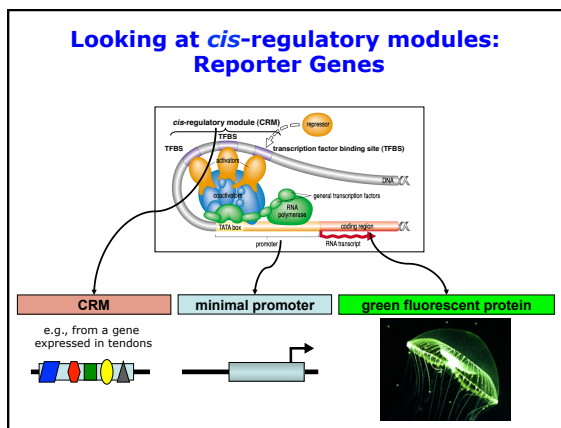 Looking at cis-regulatory modules:
Reporter Genes
cis-regulatory module (CRM)
repressor
TFBS
TFBS
transcription factor binding site (TFBS)
activators
DNA
coactivators
general transcription factors
RNA
polymerase
TATA box
coding region
promoter
RNA transcript
CRM
minimal promoter
green fluorescent protein
e.g., from a gene
expressed in tendons